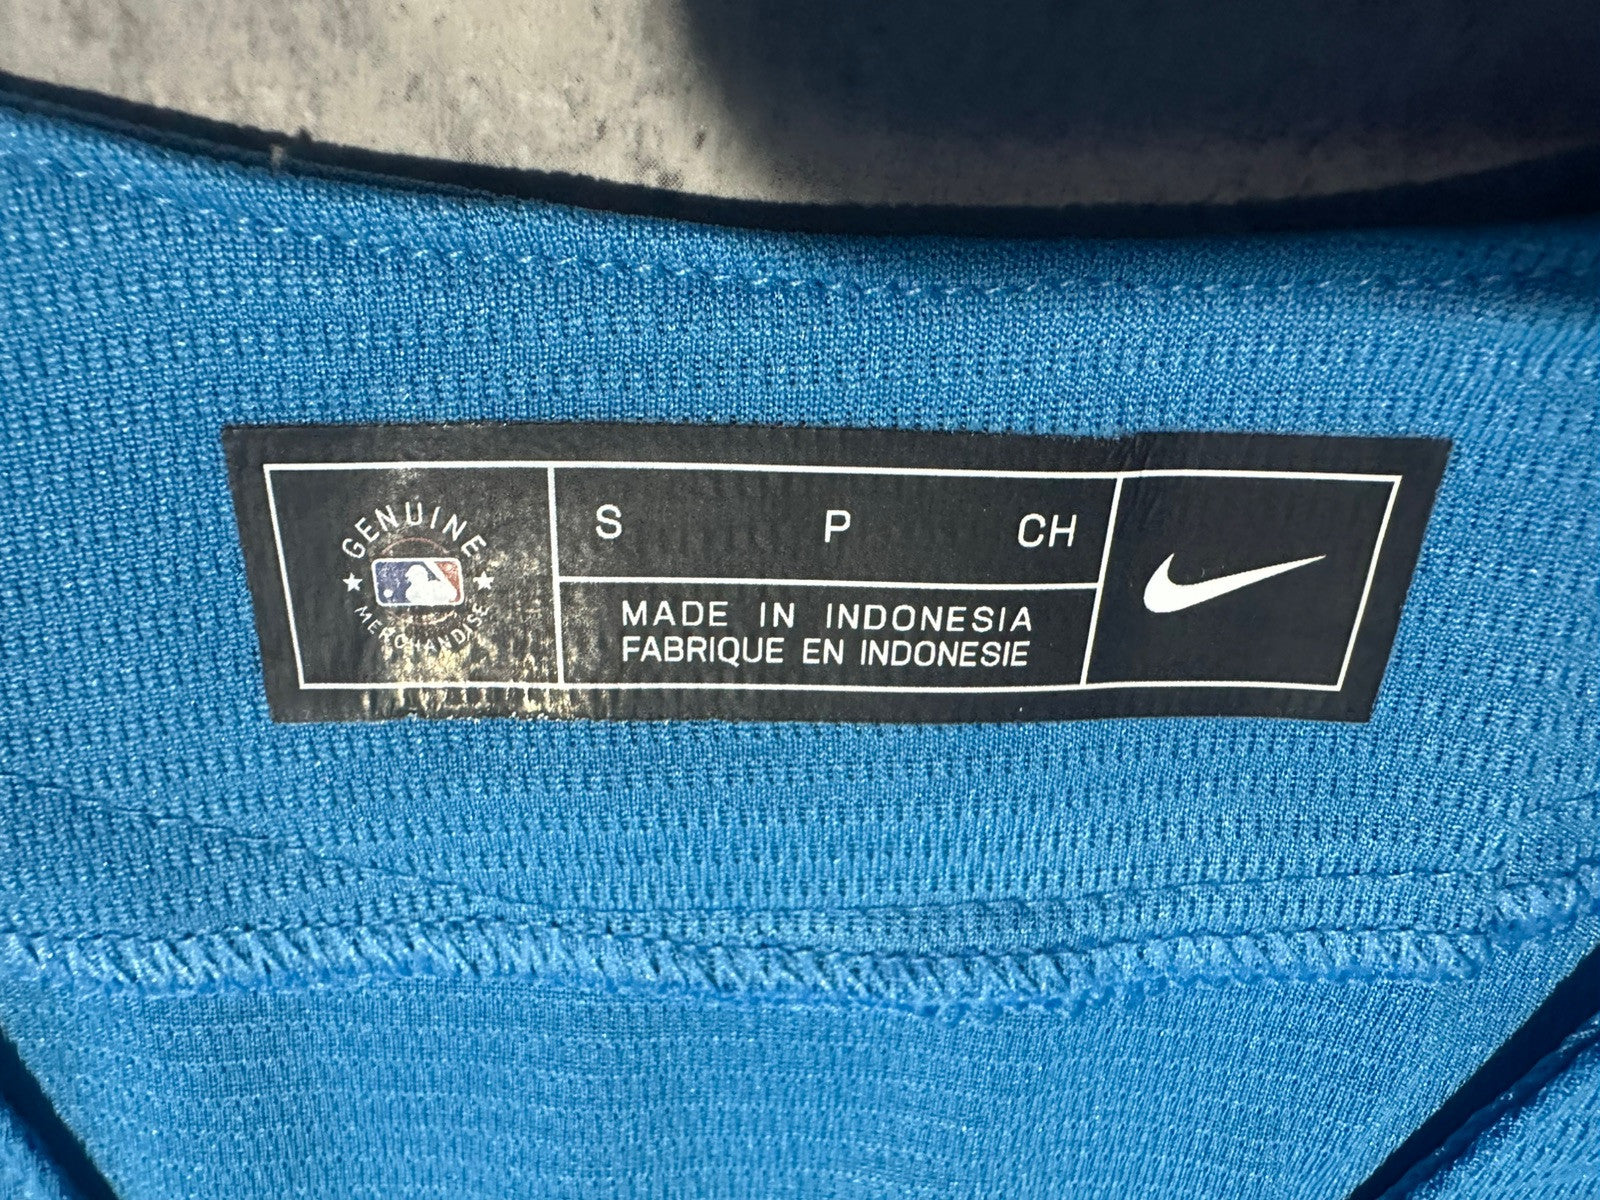 GENUINE
MERCHANDISE
S P CH
MADE IN INDONESIA
FABRIQUE EN INDONESIE